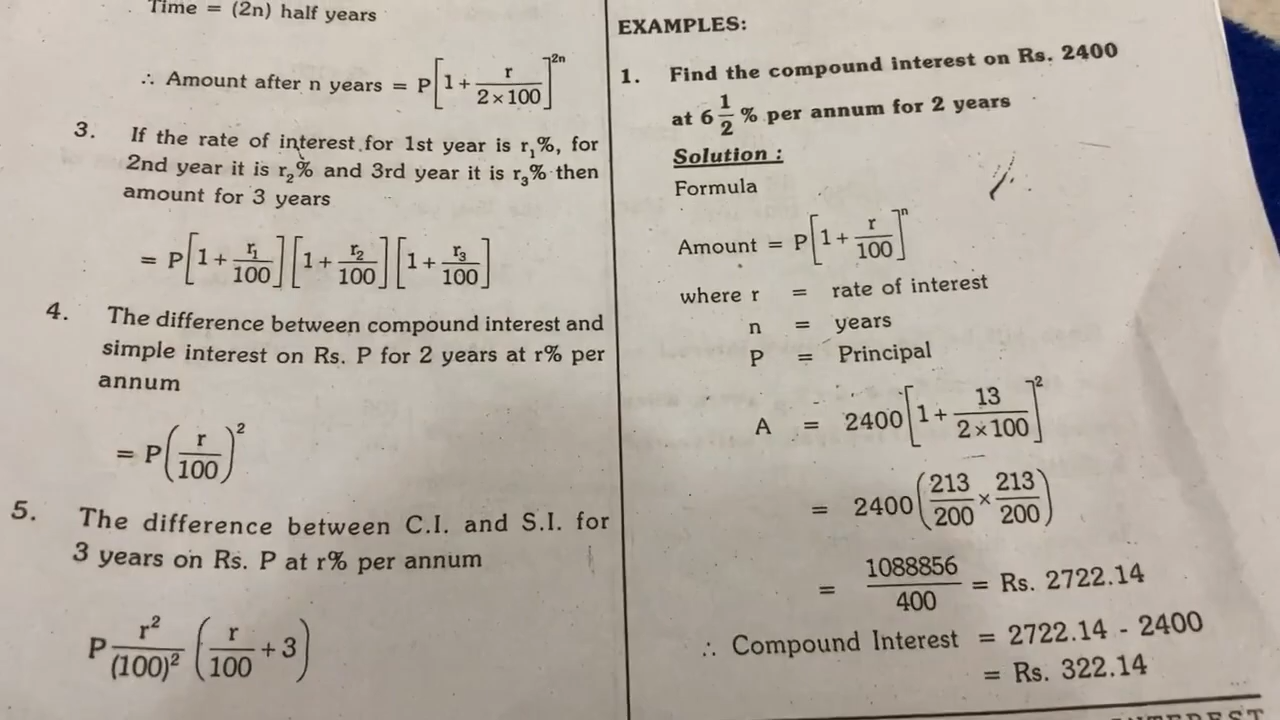 Time = (2n) half years
∴ Amount after n years = P[1 + r/(2×100)]^2n
3. If the rate of interest for 1st year is r₁%, for
2nd year it is r₂% and 3rd year it is r₃% then
amount for 3 years
= P[1 + r₁/100][1 + r₂/100][1 + r₃/100]
4. The difference between compound interest and
simple interest on Rs. P for 2 years at r% per
annum
= P(r/100)²
5. The difference between C.I. and S.I. for
3 years on Rs. P at r% per annum
P r²/(100)² (r/100 + 3)
EXAMPLES:
1. Find the compound interest on Rs. 2400
at 6 1/2 % per annum for 2 years
Solution :
Formula
Amount = P[1 + r/100]^n
where r = rate of interest
n = years
P = Principal
A = 2400[1 + 13/(2×100)]²
= 2400(213/200 × 213/200)
= 1088856/400 = Rs. 2722.14
∴ Compound Interest = 2722.14 - 2400
= Rs. 322.14